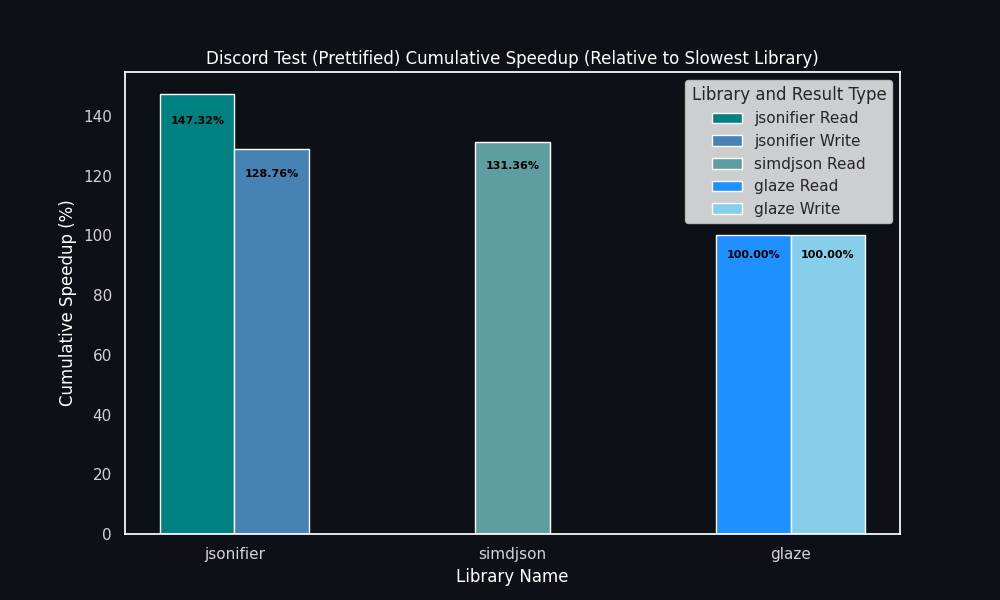 Discord Test (Prettified) Cumulative Speedup (Relative to Slowest Library)
Library and Result Type
jsonifier Read
jsonifier Write
simdjson Read
glaze Read
glaze Write
147.32%
128.76%
131.36%
100.00%
100.00%
Cumulative Speedup (%)
140
120
100
80
60
40
20
0
jsonifier
simdjson
glaze
Library Name